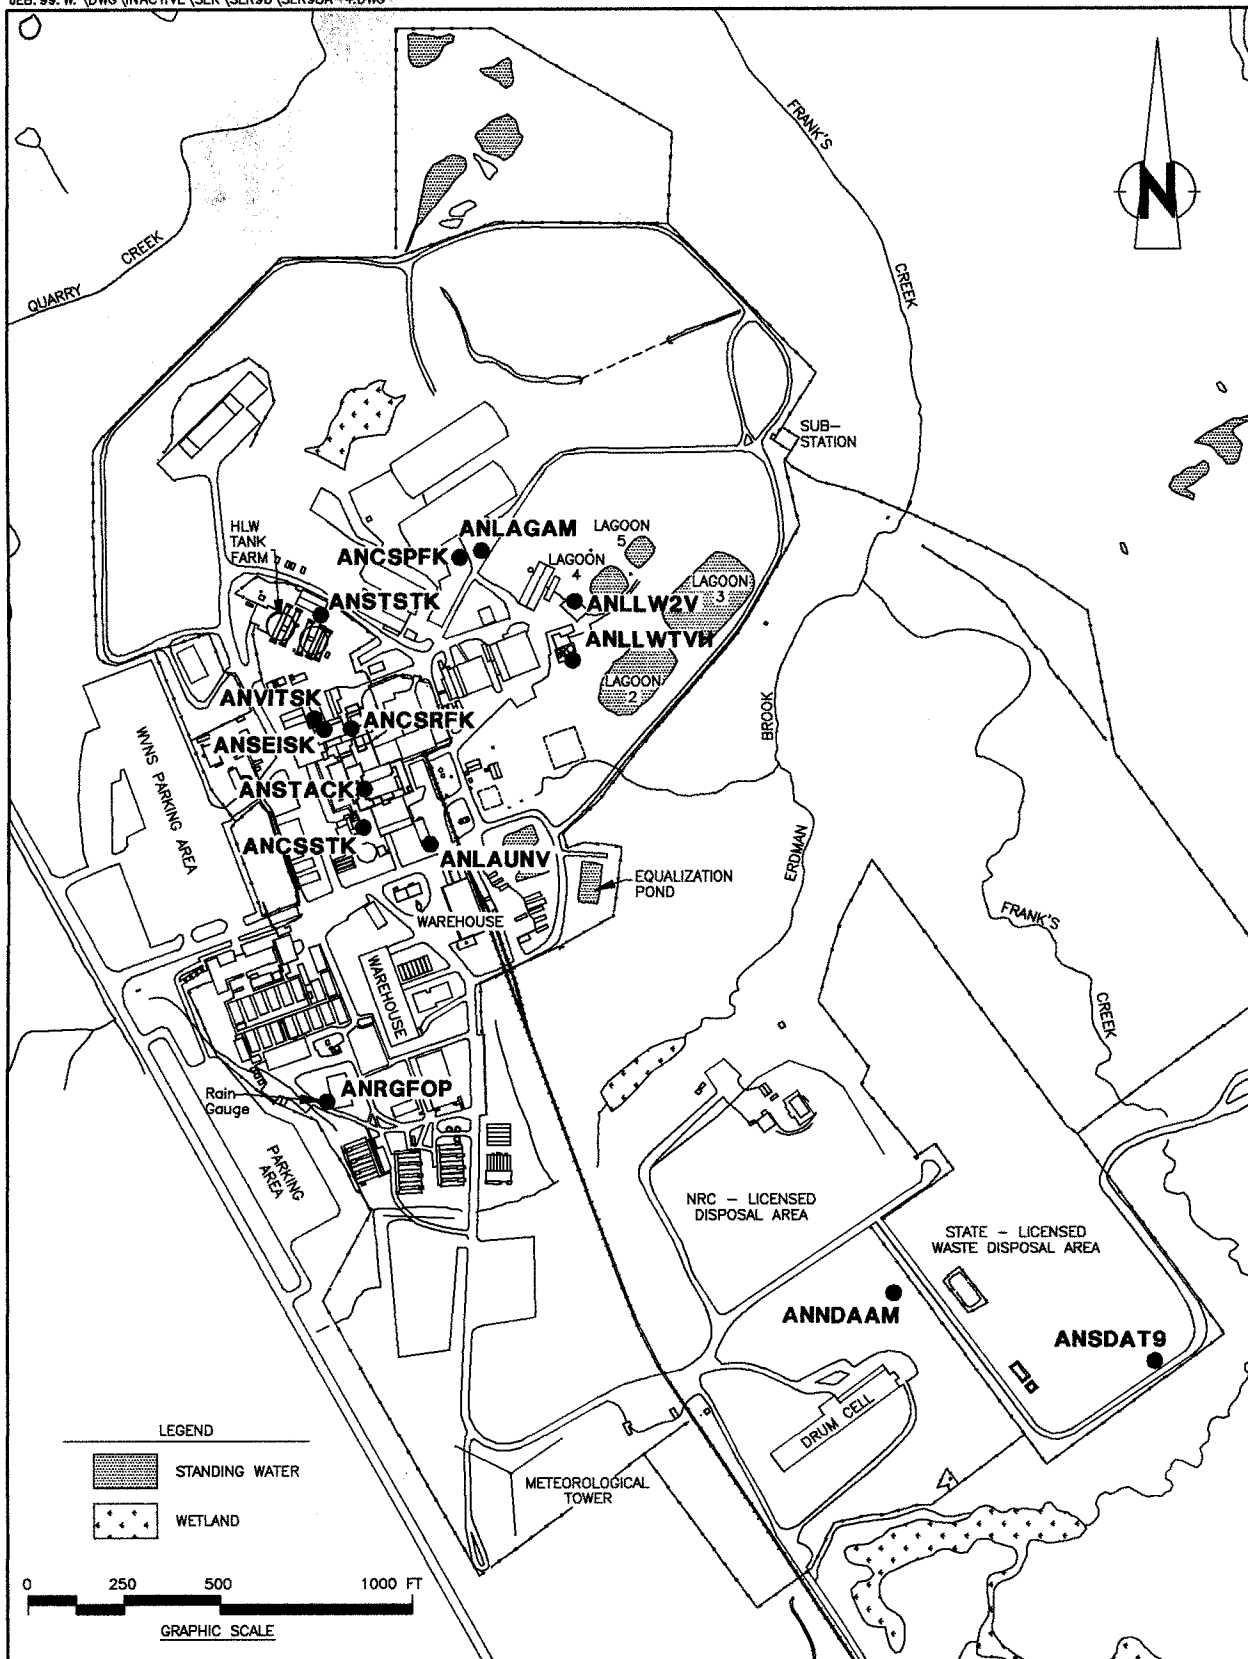 FRANK'S
CREEK
N
QUARRY
CREEK
SUB-
STATION
HLW
TANK
FARM
ANCSPFK
ANLAGAM
LAGOON
5
LAGOON
4
LAGOON
3
ANSTSTK
ANLLW2V
ANLLWTVH
LAGOON
2
ANVITSK
ANCSRFK
ANSEISK
BROOK
WVNS PARKING AREA
ANSTACK
ANCSSTK
ANLAUNV
ERDMAN
EQUALIZATION
POND
WAREHOUSE
FRANK'S
CREEK
WAREHOUSE
Rain
Gauge
ANRGFOP
PARKING
AREA
NRC - LICENSED
DISPOSAL AREA
STATE - LICENSED
WASTE DISPOSAL AREA
ANNDAAM
ANSDAT9
DRUM CELL
METEOROLOGICAL
TOWER
LEGEND
STANDING WATER
WETLAND
0 250 500 1000 FT
GRAPHIC SCALE